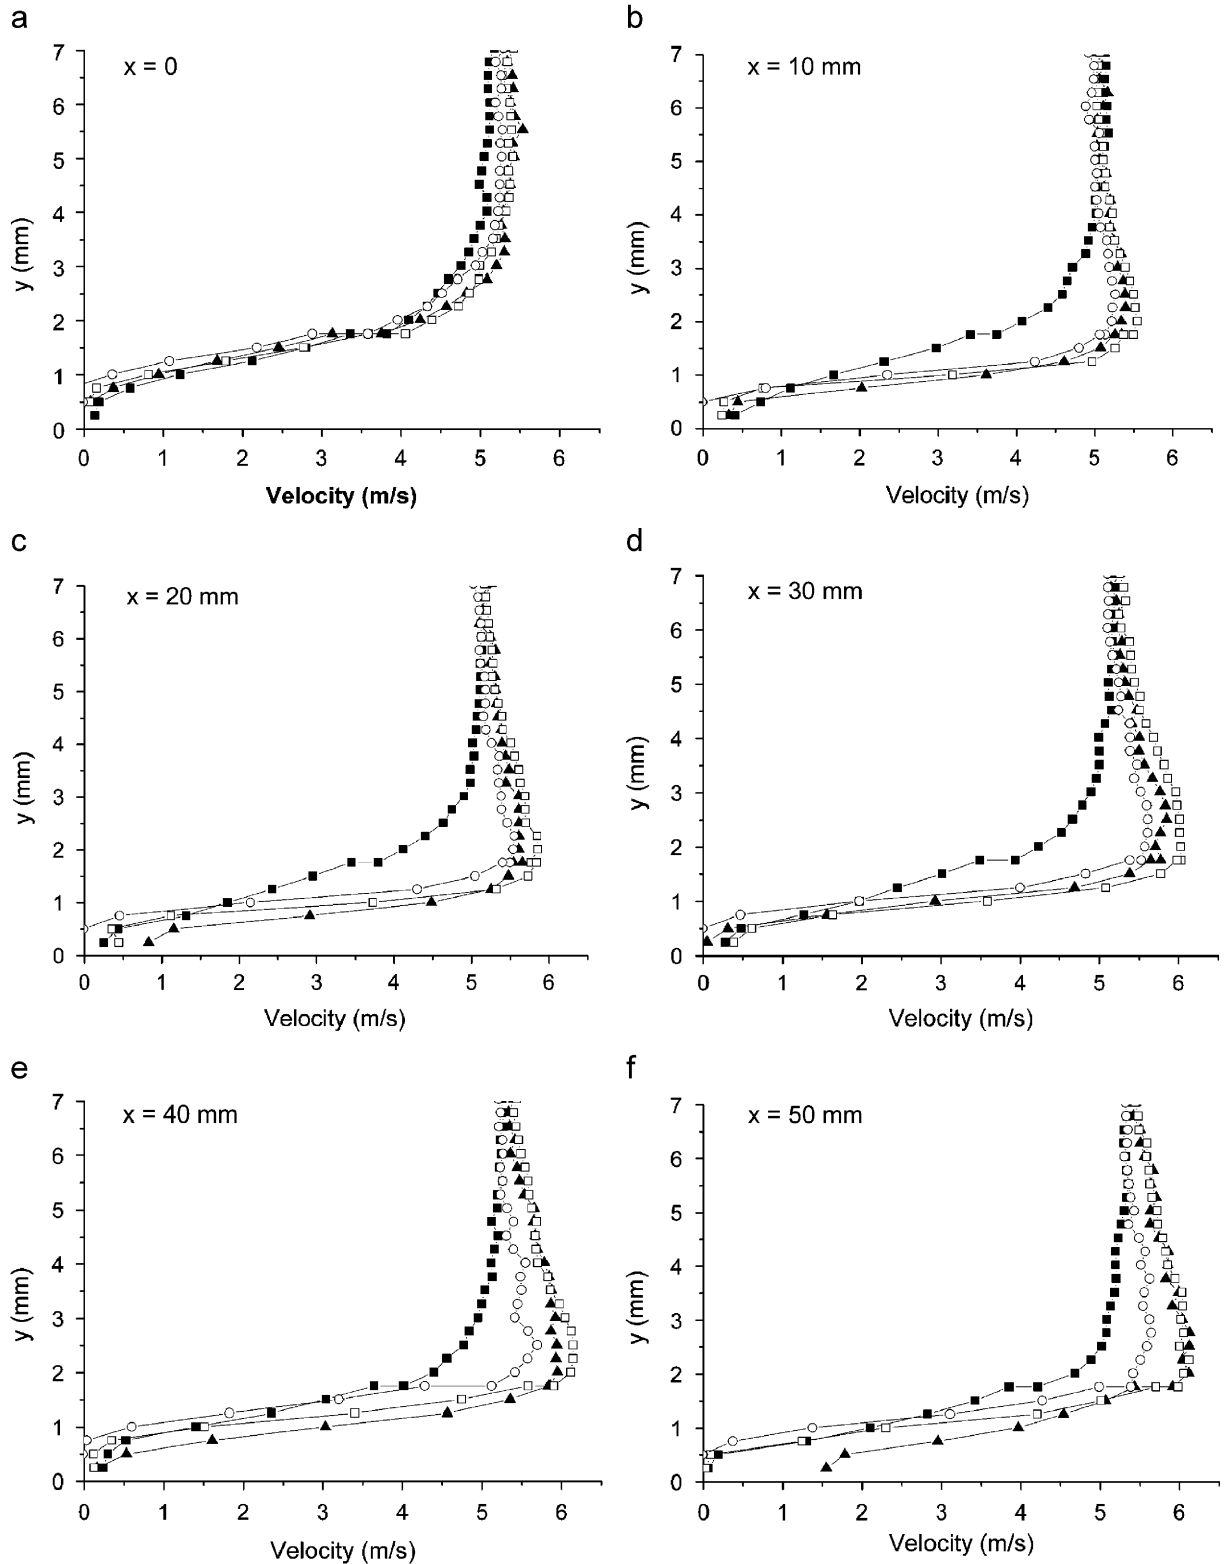 a
x = 0
y (mm)
7
6
5
4
3
2
1
0
0 1 2 3 4 5 6
Velocity (m/s)
b
x = 10 mm
y (mm)
7
6
5
4
3
2
1
0
0 1 2 3 4 5 6
Velocity (m/s)
c
x = 20 mm
y (mm)
7
6
5
4
3
2
1
0
0 1 2 3 4 5 6
Velocity (m/s)
d
x = 30 mm
y (mm)
7
6
5
4
3
2
1
0
0 1 2 3 4 5 6
Velocity (m/s)
e
x = 40 mm
y (mm)
7
6
5
4
3
2
1
0
0 1 2 3 4 5 6
Velocity (m/s)
f
x = 50 mm
y (mm)
7
6
5
4
3
2
1
0
0 1 2 3 4 5 6
Velocity (m/s)